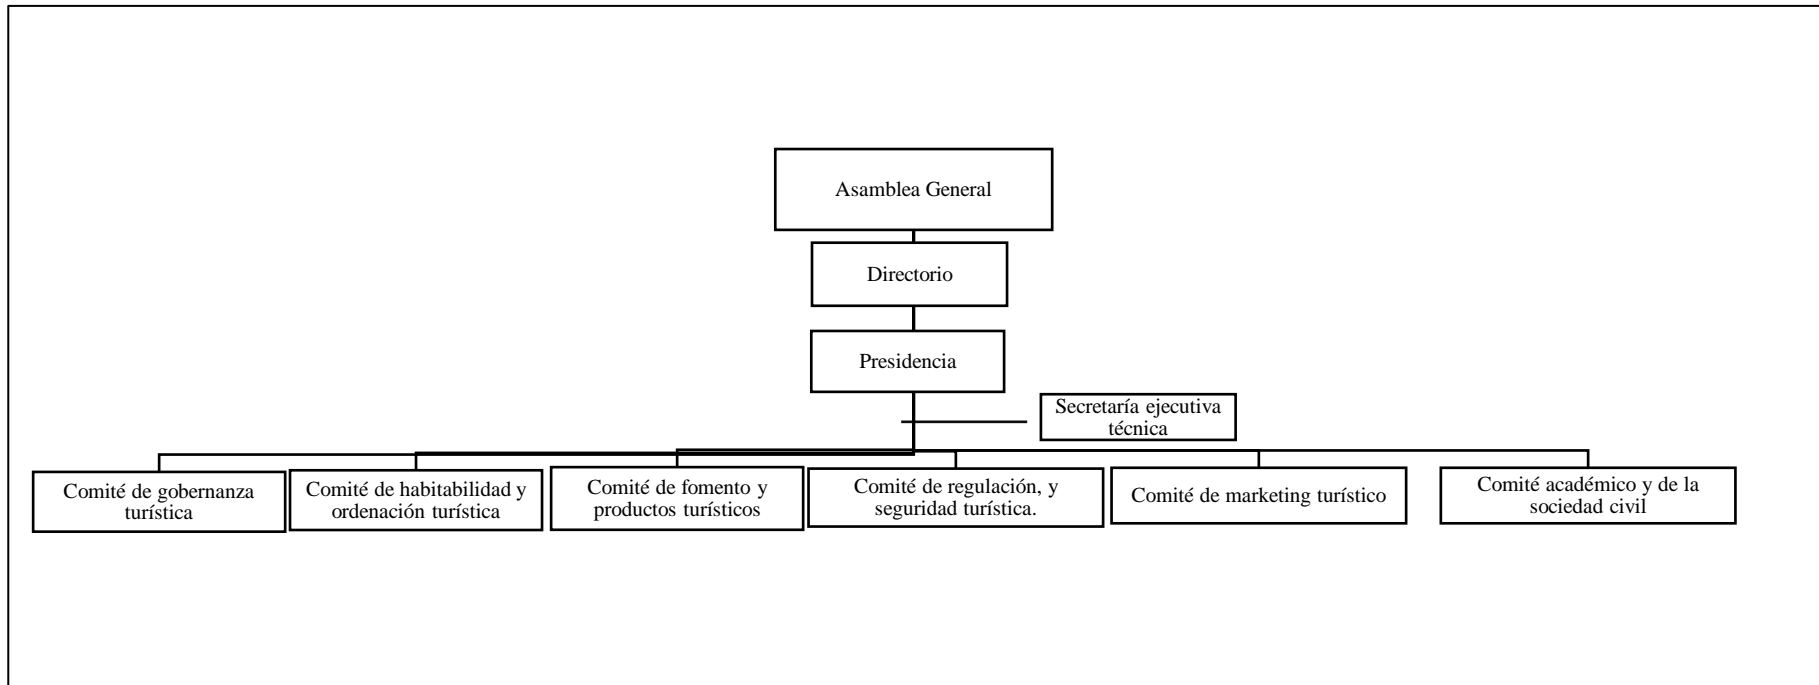 Asamblea General
Directorio
Presidencia
Secretaría ejecutiva
técnica
Comité de gobernanza
turística
Comité de habitabilidad y
ordenación turística
Comité de fomento y
productos turísticos
Comité de regulación, y
seguridad turística.
Comité de marketing turístico
Comité académico y de la
sociedad civil